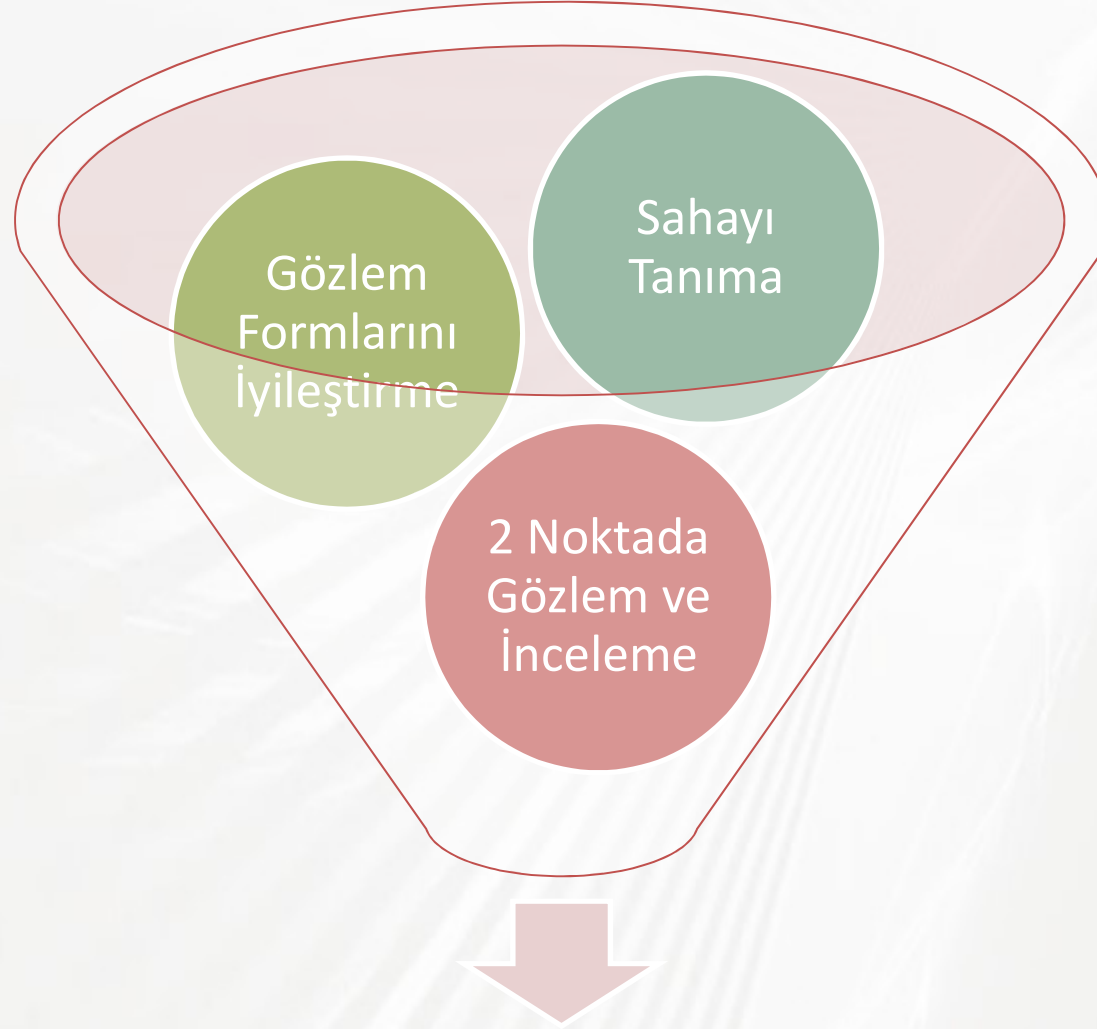 Gözlem
Formlarını
İyileştirme
Sahayı
Tanıma
2 Noktada
Gözlem ve
İnceleme